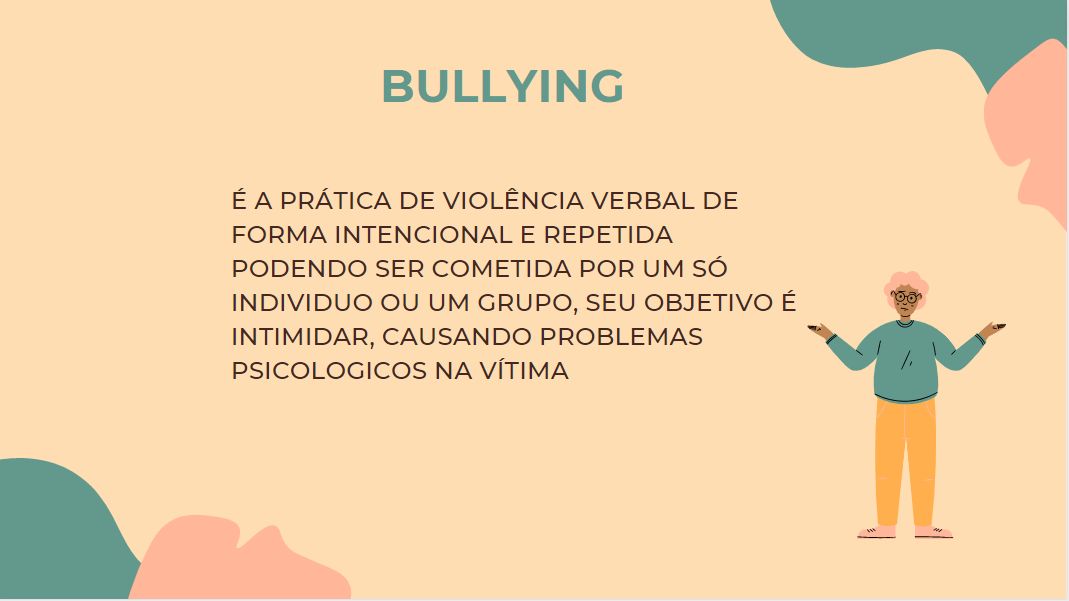 BULLYING
É A PRÁTICA DE VIOLÊNCIA VERBAL DE
FORMA INTENCIONAL E REPETIDA
PODENDO SER COMETIDA POR UM SÓ
INDIVIDUO OU UM GRUPO, SEU OBJETIVO É
INTIMIDAR, CAUSANDO PROBLEMAS
PSICOLOGICOS NA VÍTIMA